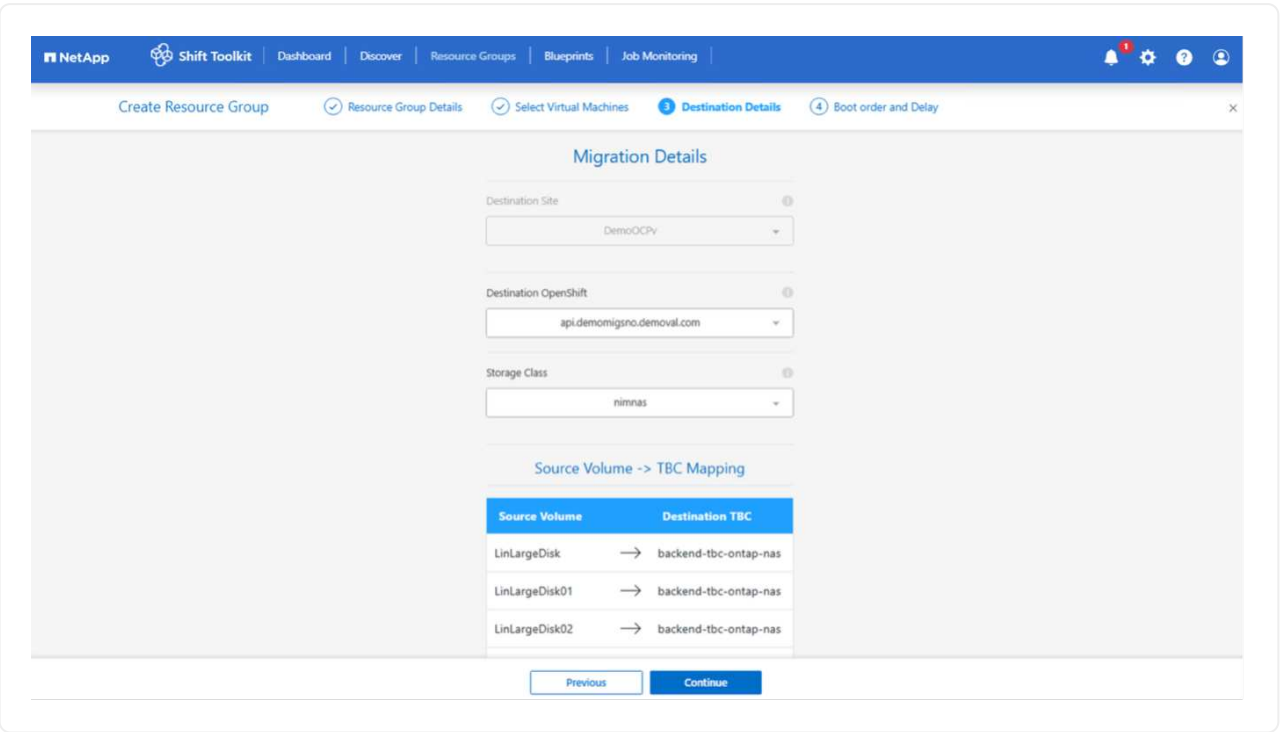 NetApp Shift Toolkit Dashboard Discover Resource Groups Blueprints Job Monitoring 1 ?
Create Resource Group Resource Group Details Select Virtual Machines 3 Destination Details 4 Boot order and Delay ×
Migration Details
Destination Site
DemoOCPv
Destination OpenShift
api.demomigsno.demoval.com
Storage Class
nimnas
Source Volume -> TBC Mapping
Source Volume Destination TBC
LinLargeDisk → backend-tbc-ontap-nas
LinLargeDisk01 → backend-tbc-ontap-nas
LinLargeDisk02 → backend-tbc-ontap-nas
Previous Continue